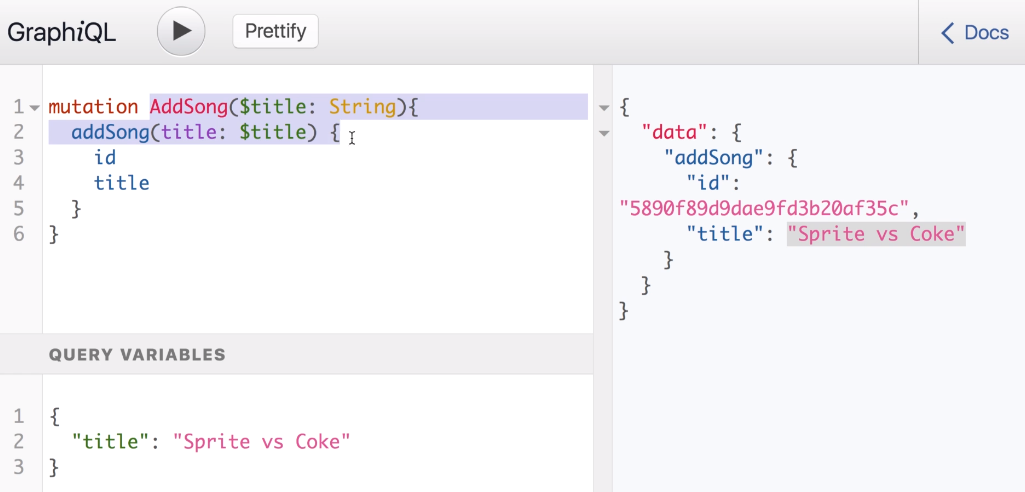 GraphiQL
Prettify
Docs
1 mutation AddSong($title: String){
2 addSong(title: $title) {
3 id
4 title
5 }
6 }
QUERY VARIABLES
1 {
2 "title": "Sprite vs Coke"
3 }
{
"data": {
"addSong": {
"id":
"5890f89d9dae9fd3b20af35c",
"title": "Sprite vs Coke"
}
}
}